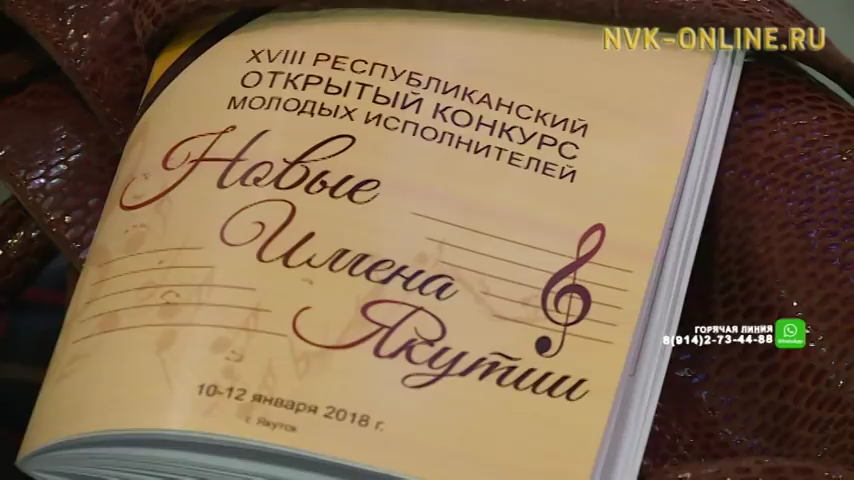 NVK-ONLINE.RU
XVIII РЕСПУБЛИКАНСКИЙ
ОТКРЫТЫЙ КОНКУРС
МОЛОДЫХ ИСПОЛНИТЕЛЕЙ
Новые
Имена
Якутии
ГОРЯЧАЯ ЛИНИЯ
8(914)2-73-44-88
WhatsApp
10-12 января 2018 г.
г. Якутск